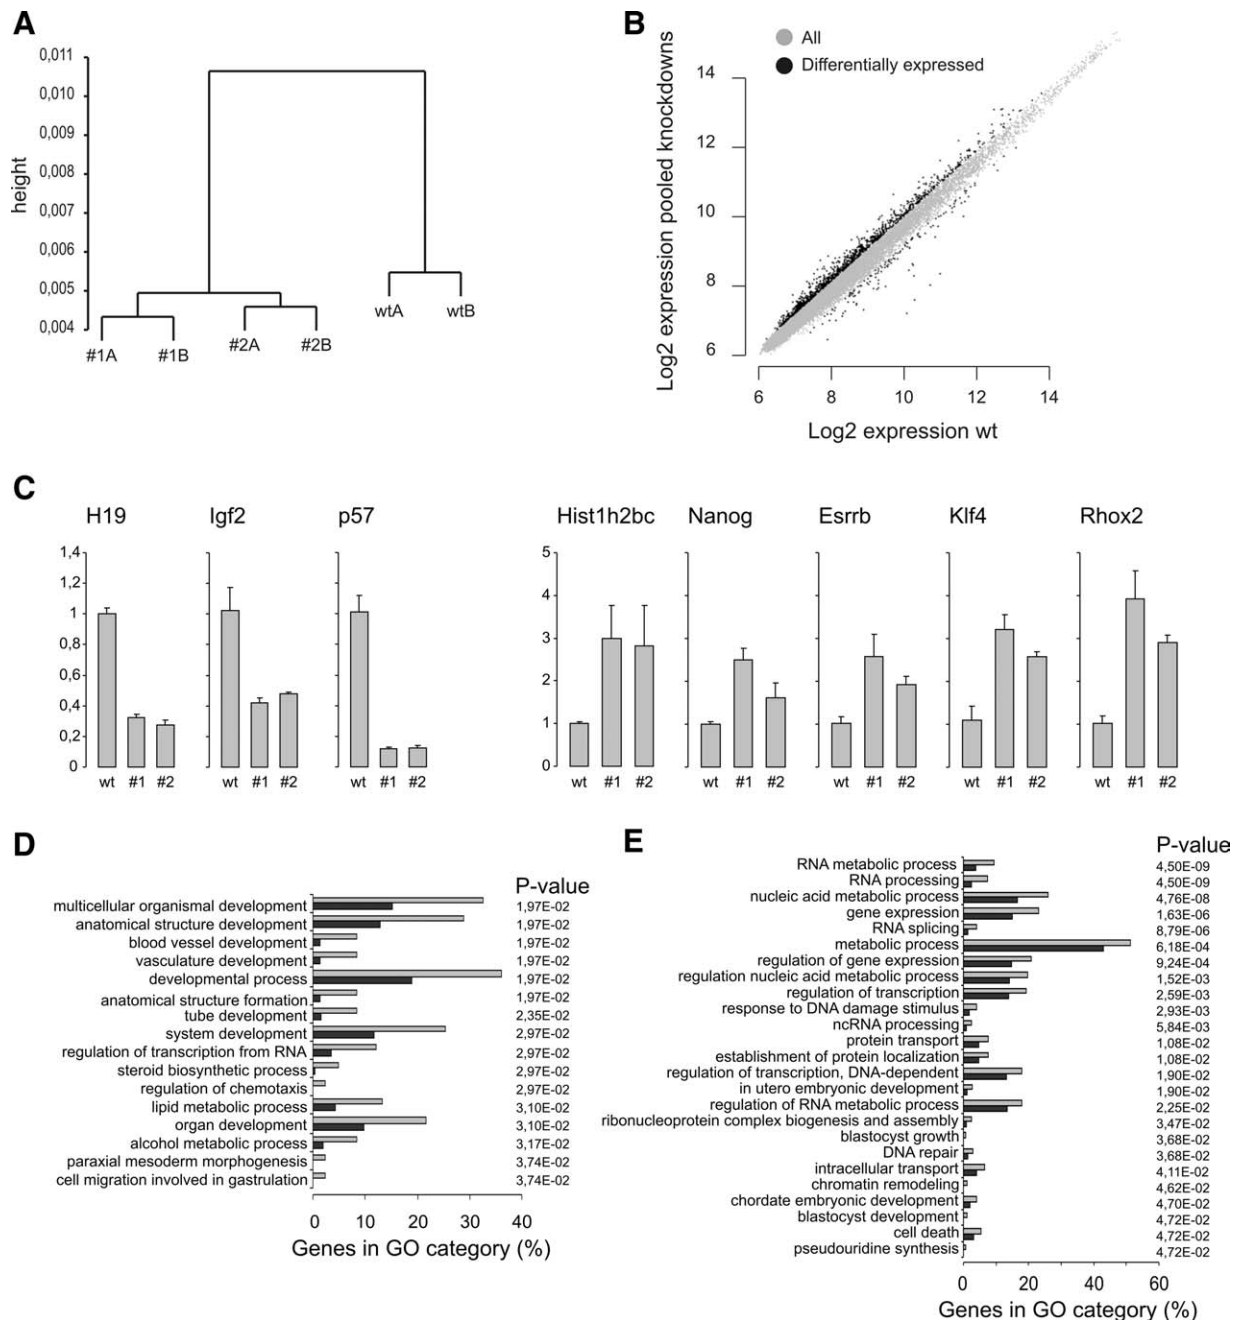 A
0,011
0,010
0,009
0,008
0,007
0,006
0,005
0,004
height
#1A
#1B
#2A
#2B
wtA
wtB
B
All
Differentially expressed
Log2 expression pooled knockdowns
14
12
10
8
6
6 8 10 12 14
Log2 expression wt
C
H19 Igf2 p57 Hist1h2bc Nanog Esrrb Klf4 Rhox2
1,4
1,2
1
0,8
0,6
0,4
0,2
0
5
4
3
2
1
0
wt #1 #2 wt #1 #2 wt #1 #2 wt #1 #2 wt #1 #2 wt #1 #2 wt #1 #2 wt #1 #2
D
P-value
multicellular organismal development 1,97E-02
anatomical structure development 1,97E-02
blood vessel development 1,97E-02
vasculature development 1,97E-02
developmental process 1,97E-02
anatomical structure formation 1,97E-02
tube development 2,35E-02
system development 2,97E-02
regulation of transcription from RNA 2,97E-02
steroid biosynthetic process 2,97E-02
regulation of chemotaxis 2,97E-02
lipid metabolic process 3,10E-02
organ development 3,10E-02
alcohol metabolic process 3,17E-02
paraxial mesoderm morphogenesis 3,74E-02
cell migration involved in gastrulation 3,74E-02
0 10 20 30 40
Genes in GO category (%)
E
P-value
RNA metabolic process 4,50E-09
RNA processing 4,50E-09
nucleic acid metabolic process 4,76E-08
gene expression 1,63E-06
RNA splicing 8,79E-06
metabolic process 6,18E-04
regulation of gene expression 9,24E-04
regulation nucleic acid metabolic process 1,52E-03
regulation of transcription 2,59E-03
response to DNA damage stimulus 2,93E-03
ncRNA processing 5,84E-03
protein transport 1,08E-02
establishment of protein localization 1,08E-02
regulation of transcription, DNA-dependent 1,90E-02
in utero embryonic development 1,90E-02
regulation of RNA metabolic process 2,25E-02
ribonucleoprotein complex biogenesis and assembly 3,47E-02
blastocyst growth 3,68E-02
DNA repair 3,68E-02
intracellular transport 4,11E-02
chromatin remodeling 4,62E-02
chordate embryonic development 4,70E-02
blastocyst development 4,72E-02
cell death 4,72E-02
pseudouridine synthesis 4,72E-02
0 20 40 60
Genes in GO category (%)